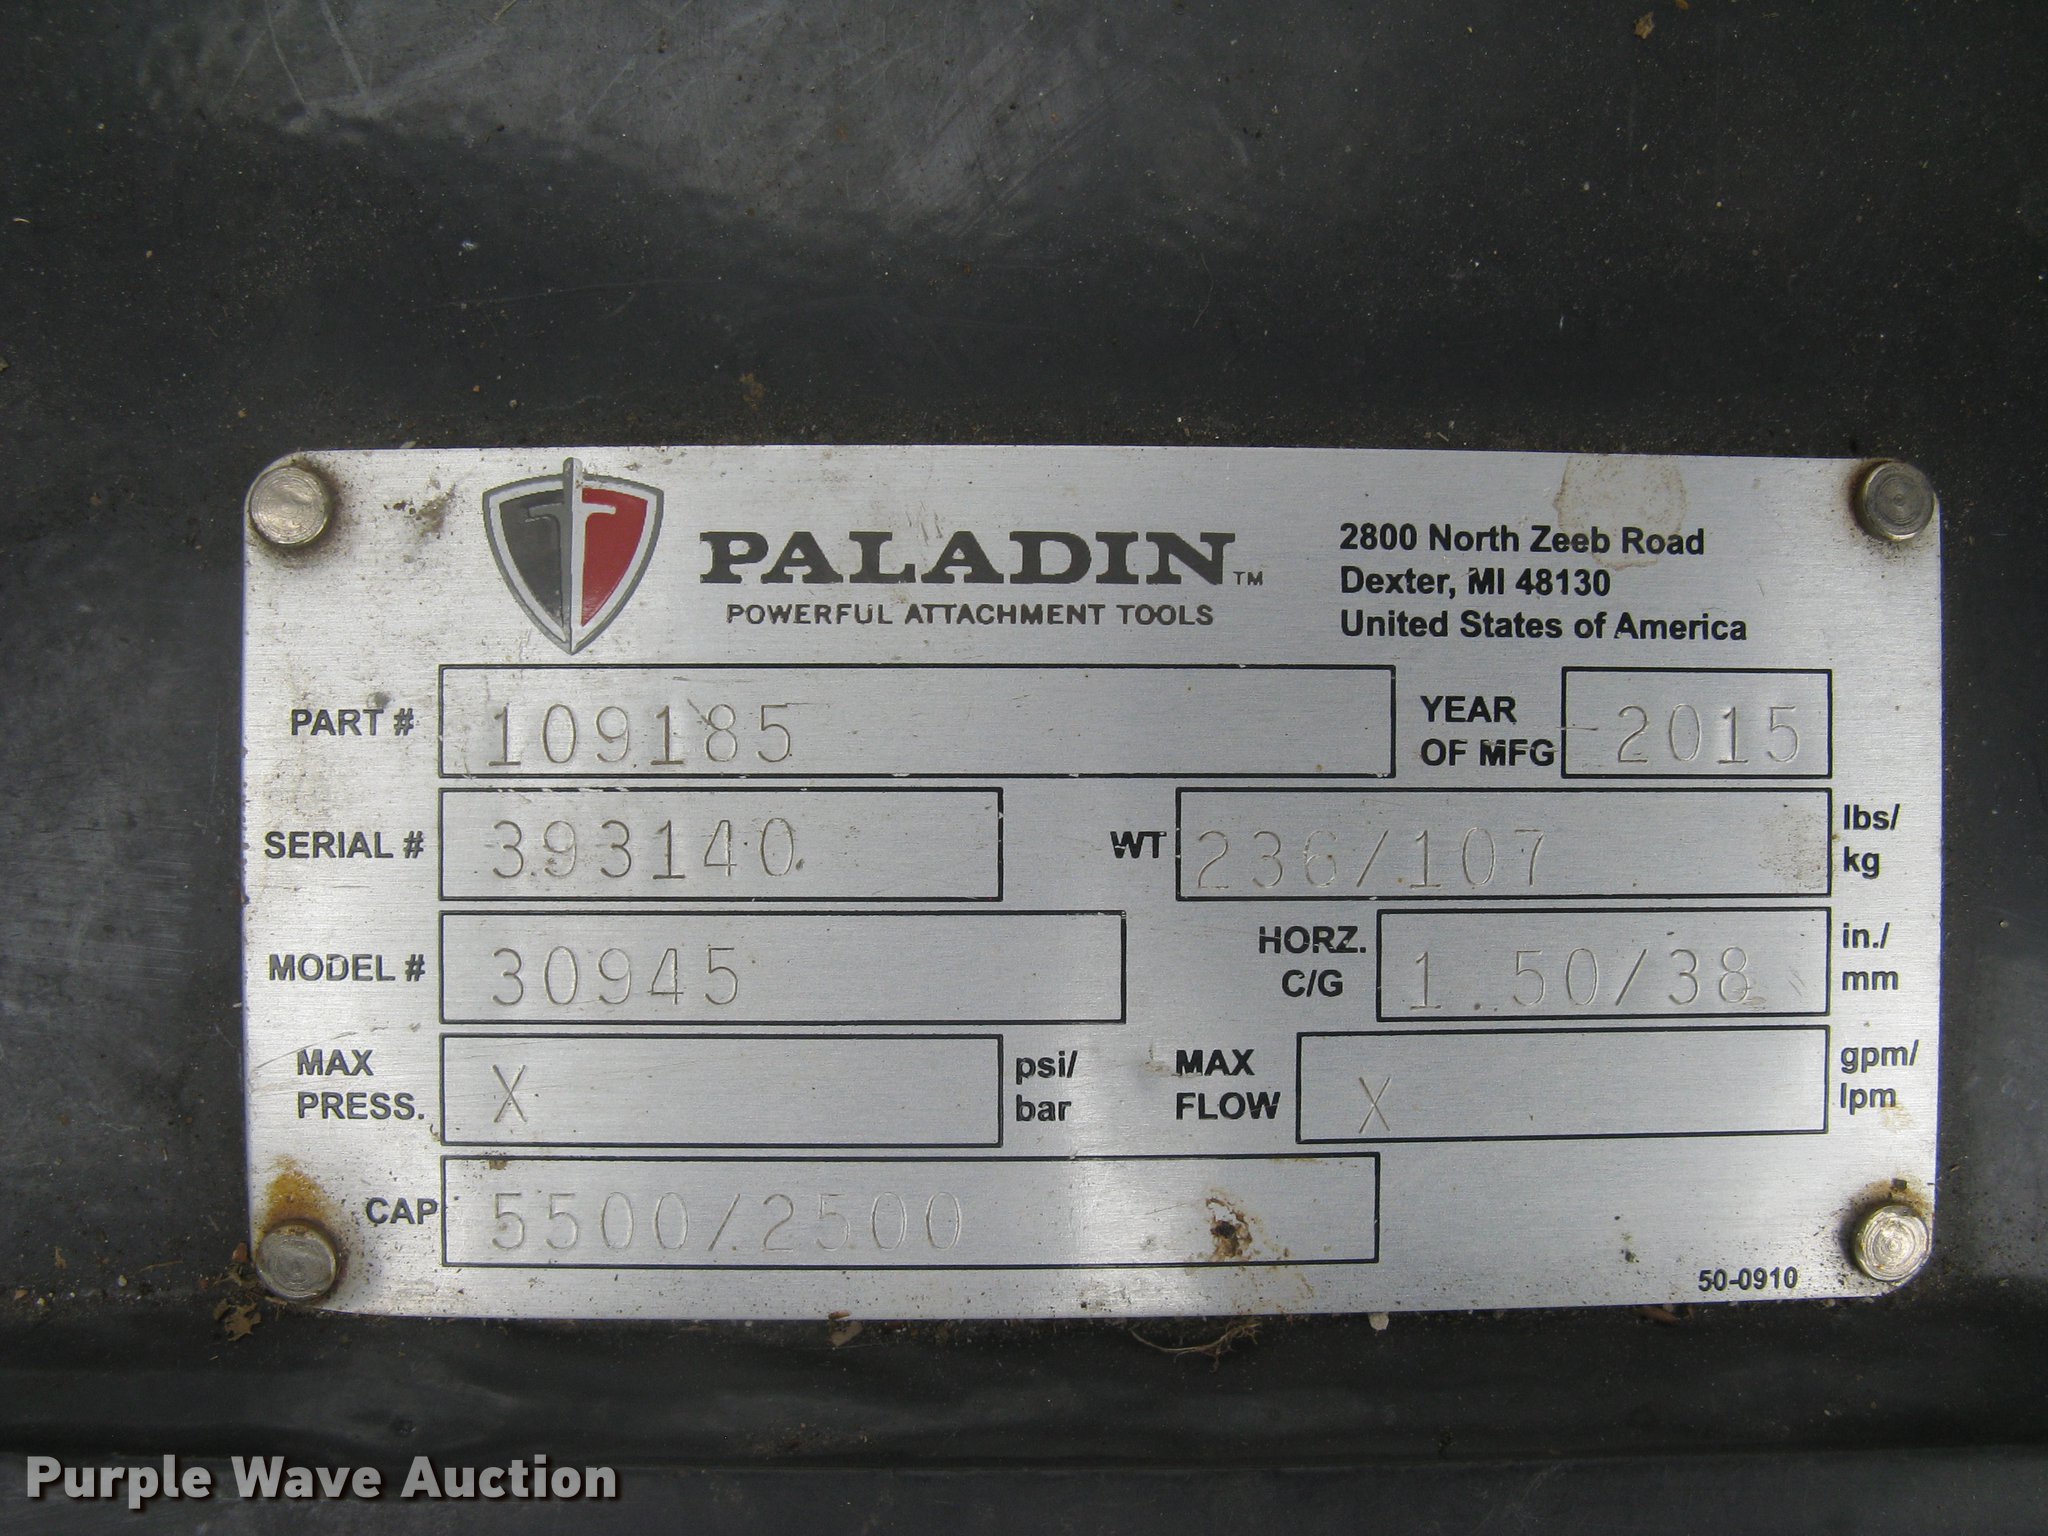 PALADIN™
POWERFUL ATTACHMENT TOOLS
2800 North Zeeb Road
Dexter, MI 48130
United States of America
PART # 109185
YEAR OF MFG 2015
SERIAL # 393140
WT 236/107 lbs/kg
MODEL # 30945
HORZ. C/G 1.50/38 in./mm
MAX PRESS. X psi/bar
MAX FLOW X gpm/lpm
CAP 5500/2500
50-0910
Purple Wave Auction